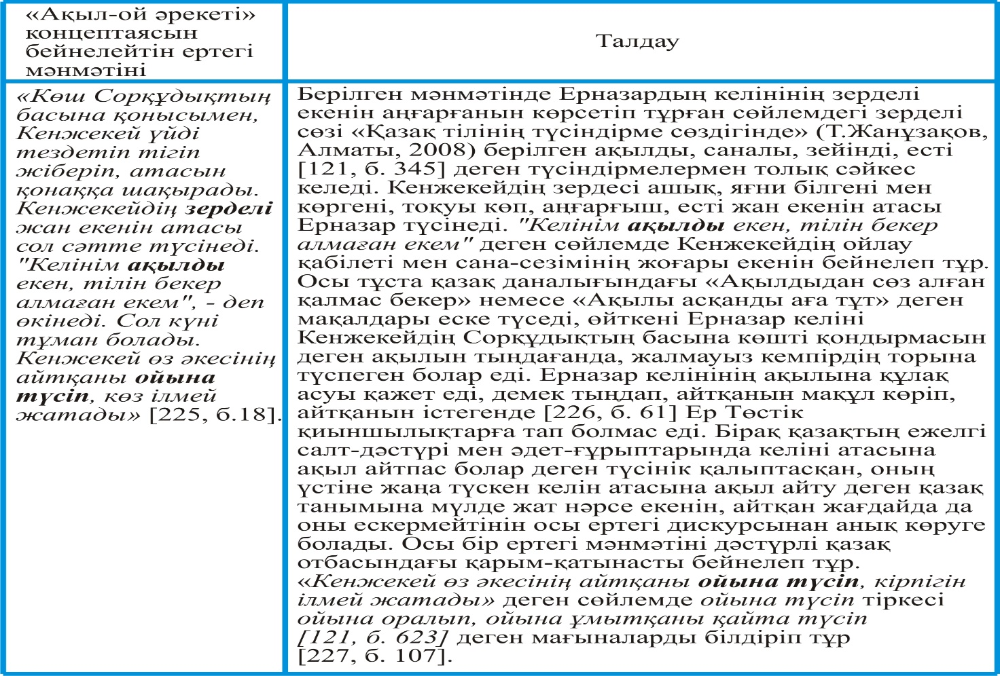 «Ақыл-ой әрекеті»
концептаясын
бейнелейтін ертегі
мәнмәтіні
Талдау
«Көш Сорқұдықтың
басына қонысымен,
Кенжекей үйді
тездетіп тігіп
жіберіп, атасын
қонаққа шақырады.
Кенжекейдің зерделі
жан екенін атасы
сол сәтте түсінеді.
"Келінім ақылды
екен, тілін бекер
алмаған екем", - деп
өкінеді. Сол күні
тұман болады.
Кенжекей өз әкесінің
айтқаны ойына
түсіп, көз ілмей
жатады» [225, б.18].
Берілген мәнмәтінде Ерназардың келінінің зерделі
екенін аңғарғанын көрсетіп тұрған сөйлемдегі зерделі
сөзі «Қазақ тілінің түсіндірме сөздігінде» (Т.Жанұзақов,
Алматы, 2008) берілген ақылды, саналы, зейінді, есті
[121, б. 345] деген түсіндірмелермен толық сәйкес
келеді. Кенжекейдің зердесі ашық, яғни білгені мен
көргені, тоқуы көп, аңғарғыш, есті жан екенін атасы
Ерназар түсінеді. "Келінім ақылды екен, тілін бекер
алмаған екем" деген сөйлемде Кенжекейдің ойлау
қабілеті мен сана-сезімінің жоғары екенін бейнелеп тұр.
Осы тұста қазақ даналығындағы «Ақылдыдан сөз алған
қалмас бекер» немесе «Ақылы асқанды аға тұт» деген
мақалдары еске түседі, өйткені Ерназар келіні
Кенжекейдің Сорқұдықтың басына көшті қондырмасын
деген ақылын тыңдағанда, жалмауыз кемпірдің торына
түспеген болар еді. Ерназар келінінің ақылына құлақ
асуы қажет еді, демек тыңдап, айтқанын мақұл көріп,
айтқанын істегенде [226, б. 61] Ер Төстік
қиыншылықтарға тап болмас еді. Бірақ қазақтың ежелгі
салт-дәстүрі мен әдет-ғұрыптарында келіні атасына
ақыл айтпас болар деген түсінік қалыптасқан, оның
үстіне жаңа түскен келін атасына ақыл айту деген қазақ
танымына мүлде жат нәрсе екенін, айтқан жағдайда да
оны ескермейтінін осы ертегі дискурсынан анық көруге
болады. Осы бір ертегі мәнмәтіні дәстүрлі қазақ
отбасындағы қарым-қатынасты бейнелеп тұр.
«Кенжекей өз әкесінің айтқаны ойына түсіп, кірпігін
ілмей жатады» деген сөйлемде ойына түсіп тіркесі
ойына оралып, ойына ұмытқаны қайта түсіп
[121, б. 623] деген мағыналарды білдіріп тұр
[227, б. 107].